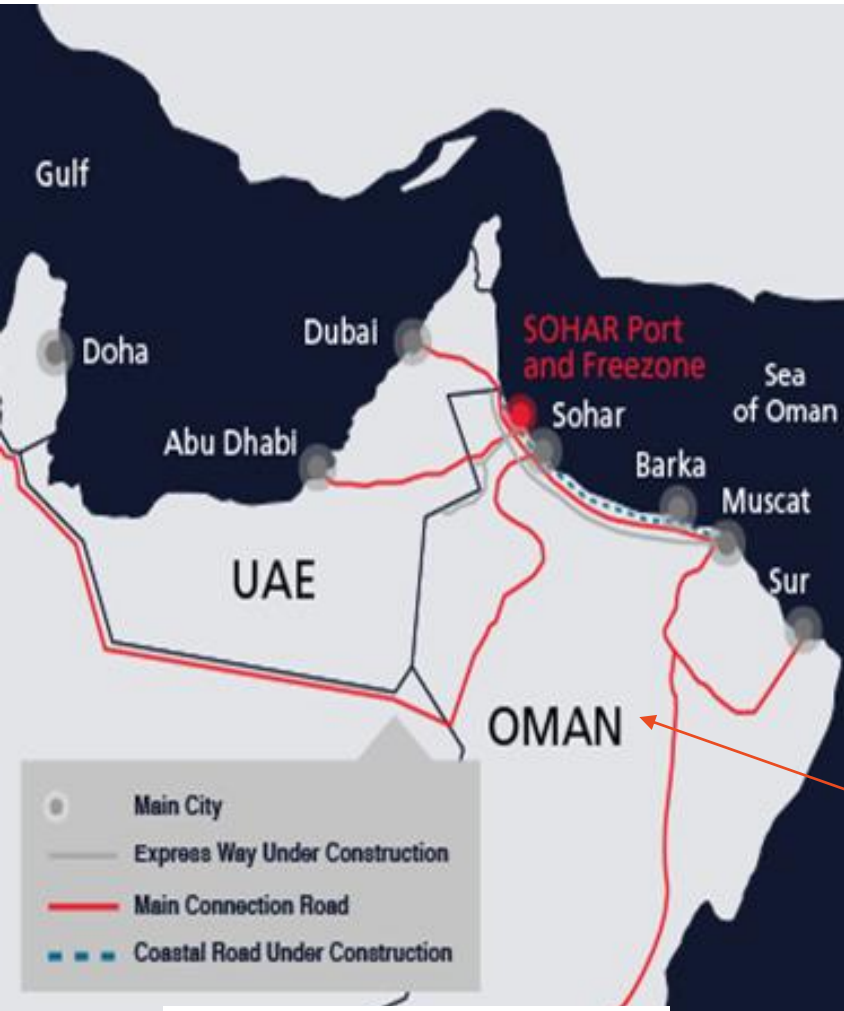 Gulf
Doha
Dubai
SOHAR Port
and Freezone
Sea
of Oman
Abu Dhabi
Sohar
Barka
Muscat
UAE
Sur
OMAN
Main City
Express Way Under Construction
Main Connection Road
Coastal Road Under Construction